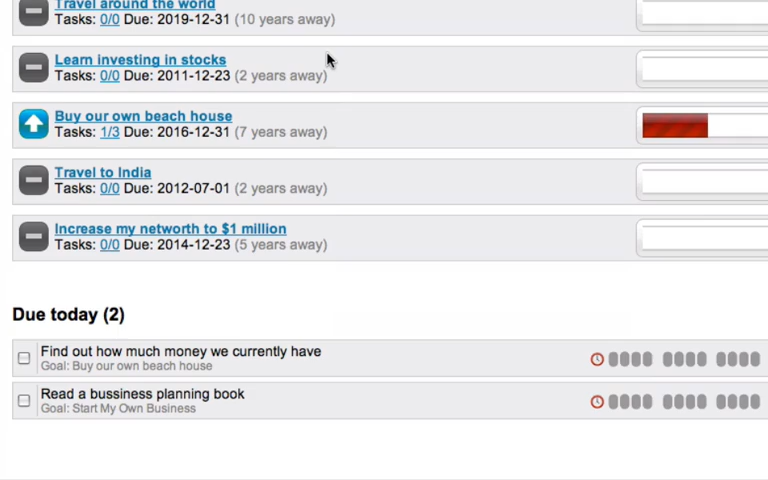 Travel around the world
Tasks: 0/0 Due: 2019-12-31 (10 years away)
Learn investing in stocks
Tasks: 0/0 Due: 2011-12-23 (2 years away)
Buy our own beach house
Tasks: 1/3 Due: 2016-12-31 (7 years away)
Travel to India
Tasks: 0/0 Due: 2012-07-01 (2 years away)
Increase my networth to $1 million
Tasks: 0/0 Due: 2014-12-23 (5 years away)
Due today (2)
Find out how much money we currently have
Goal: Buy our own beach house
Read a bussiness planning book
Goal: Start My Own Business